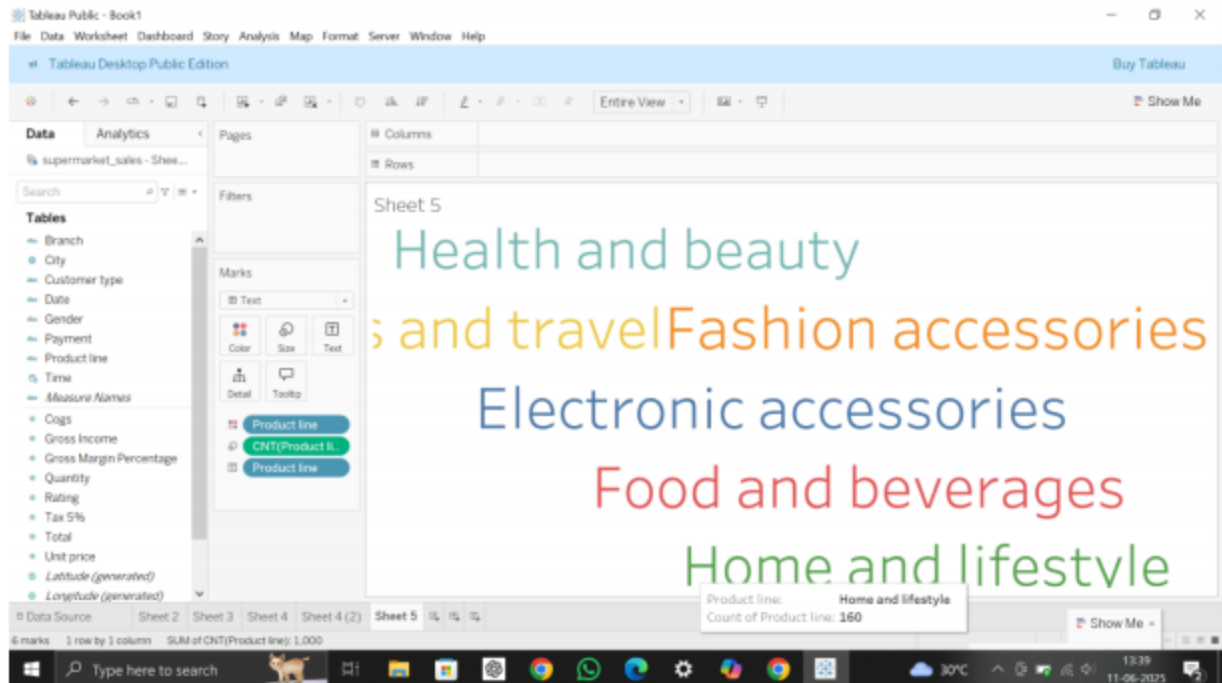 Tableau Public - Book1
File Data Worksheet Dashboard Story Analysis Map Format Server Window Help
Tableau Desktop Public Edition Buy Tableau
Entire View Show Me
Data Analytics Pages Columns
supermarket_sales - Shee... Rows
Search Filters
Sheet 5
Tables
Branch
City
Customer type
Date
Gender
Payment
Product line
Time
Measure Names
Cogs
Gross Income
Gross Margin Percentage
Quantity
Rating
Tax 5%
Total
Unit price
Latitude (generated)
Longitude (generated)
Marks
Text
Color Size Text
Detail Tooltip
Product line
CNT(Product li..
Product line
Health and beauty
s and travel Fashion accessories
Electronic accessories
Food and beverages
Home and lifestyle
Product line: Home and lifestyle
Count of Product line: 160
Data Source Sheet 2 Sheet 3 Sheet 4 Sheet 4 (2) Sheet 5 Show Me
6 marks 1 row by 1 column SUM of CNT(Product line): 1,000
Type here to search 30°C 13:39
11-06-2025